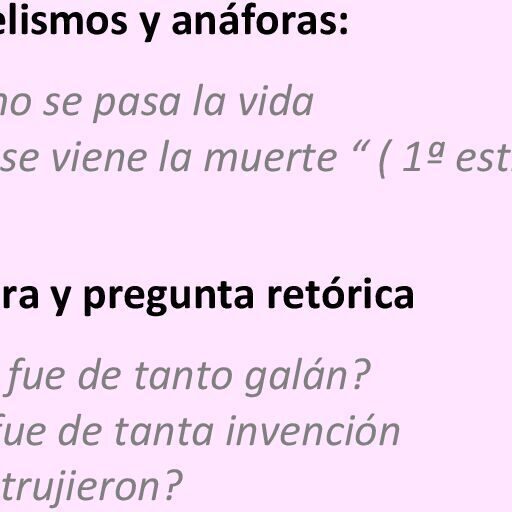 elismos y anáforas:
no se pasa la vida
se viene la muerte “ ( 1ª est
ra y pregunta retórica
fue de tanto galán?
fue de tanta invención
trujieron?